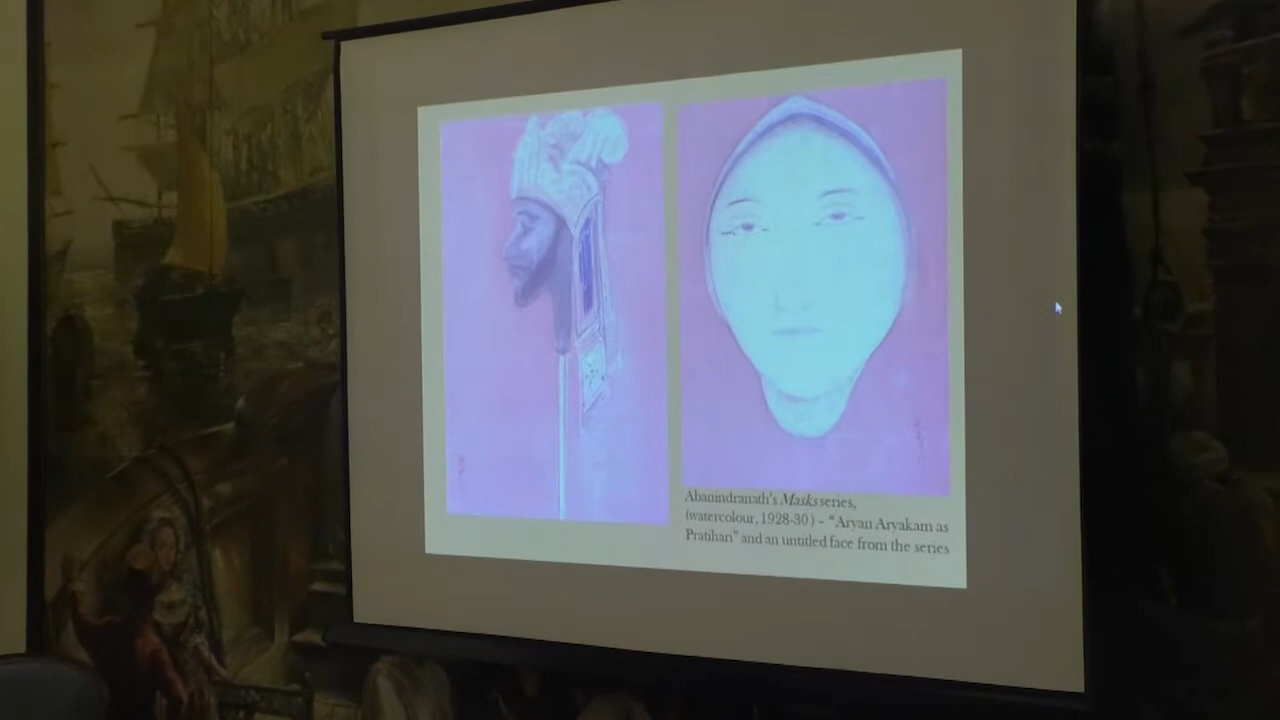 Abanindranath's Masks series,
(watercolour, 1928-30) - "Aryan Aryakam as
Pratihari" and an untitled face from the series